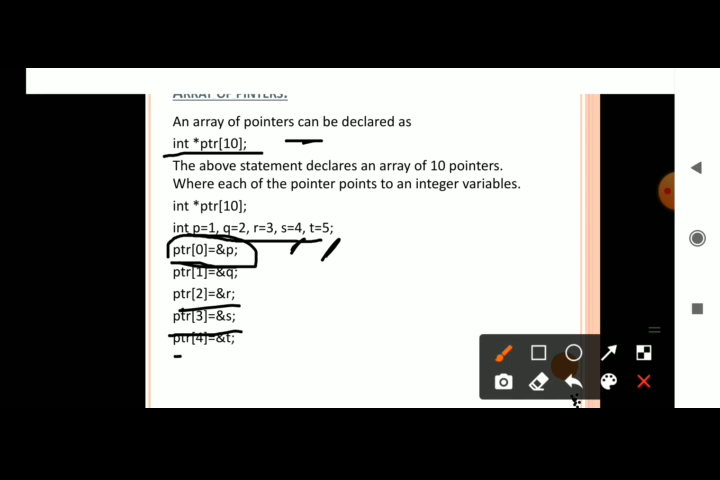 ARRAY OF PINTERS:
An array of pointers can be declared as
int *ptr[10];
The above statement declares an array of 10 pointers.
Where each of the pointer points to an integer variables.
int *ptr[10];
int p=1, q=2, r=3, s=4, t=5;
ptr[0]=&p;
ptr[1]=&q;
ptr[2]=&r;
ptr[3]=&s;
ptr[4]=&t;